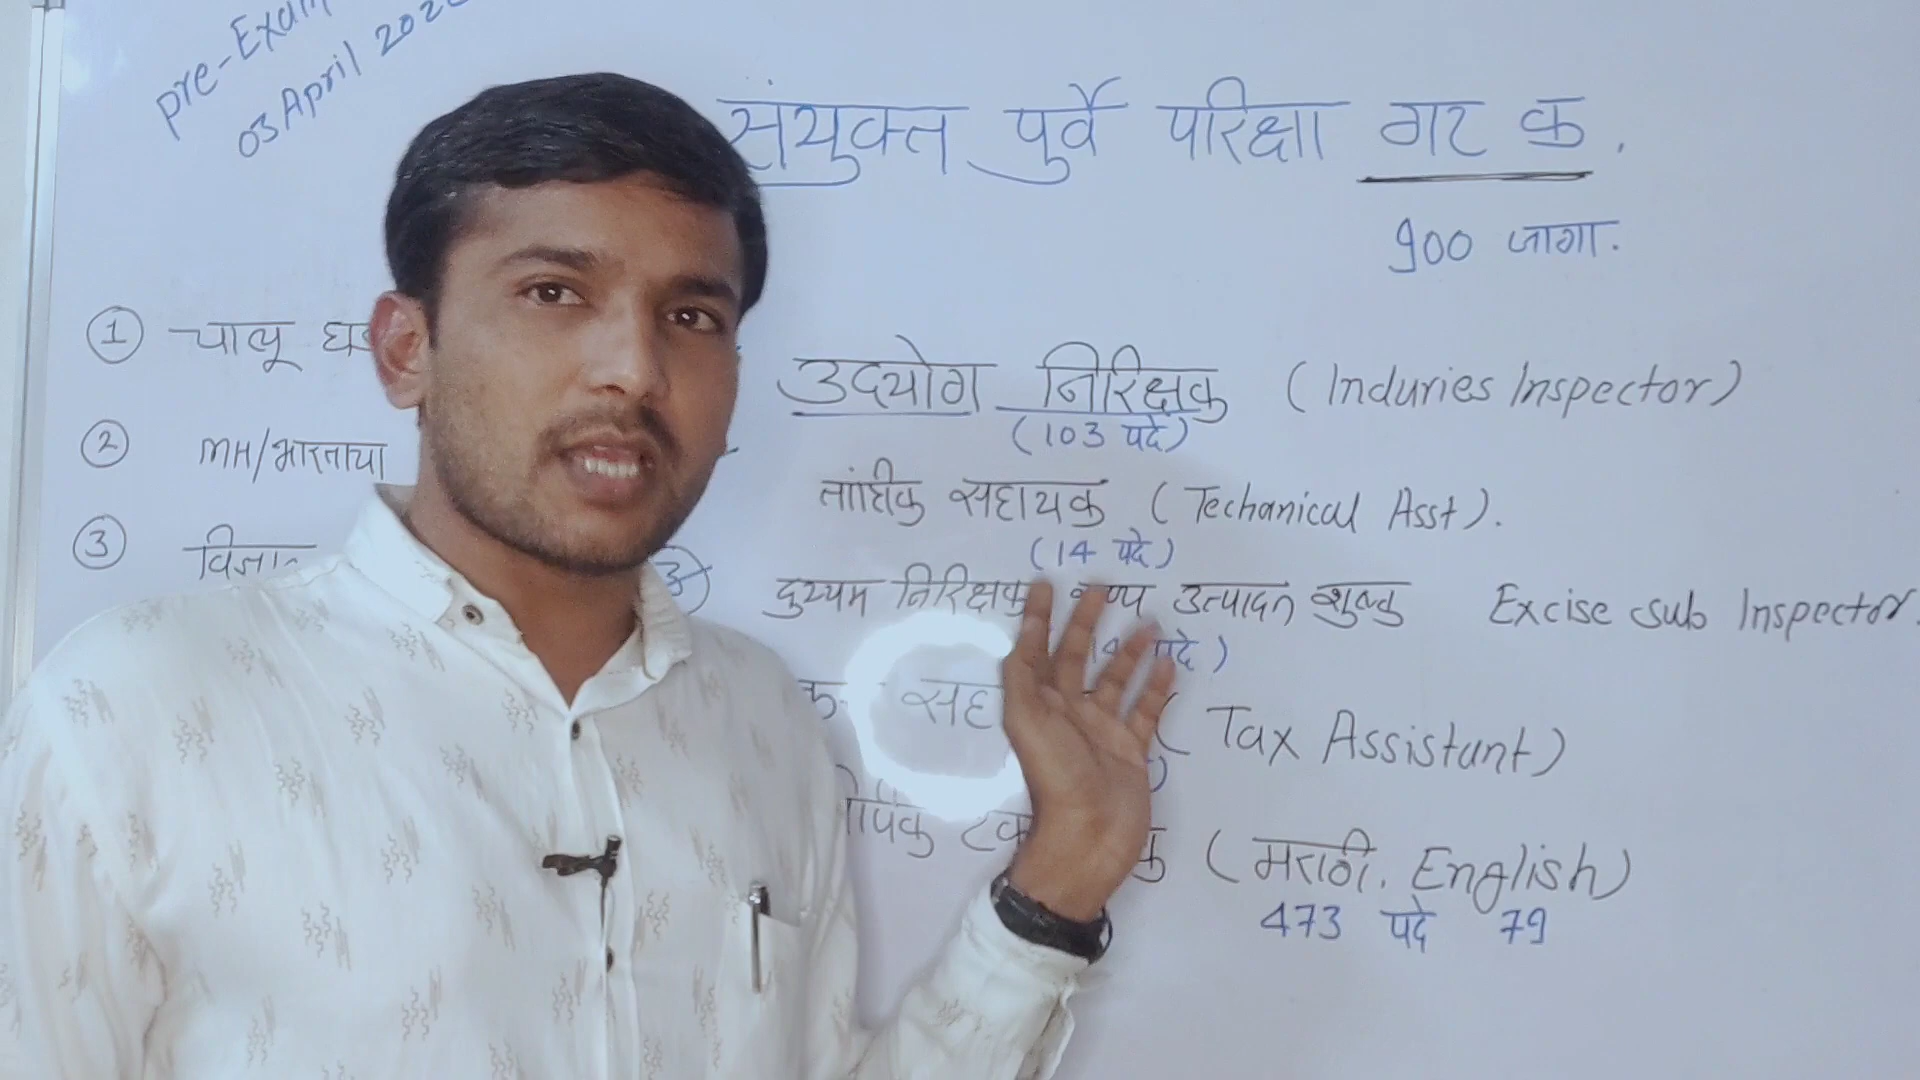 pre-Exam
03 April
संयुक्त पुर्व परिक्षा गट क.
900 जागा.
① चालू
② MH/भारताचा
③
उदयोग निरिक्षक (Induries Inspector)
(103 पदे)
तांत्रिक सहायक (Techanical Asst).
(14 पदे)
③ दुय्यम निरिक्षक उत्पादन शुल्क Excise sub Inspector.
पदे)
(Tax Assistant)
(मराठी. English)
473 पदे 79